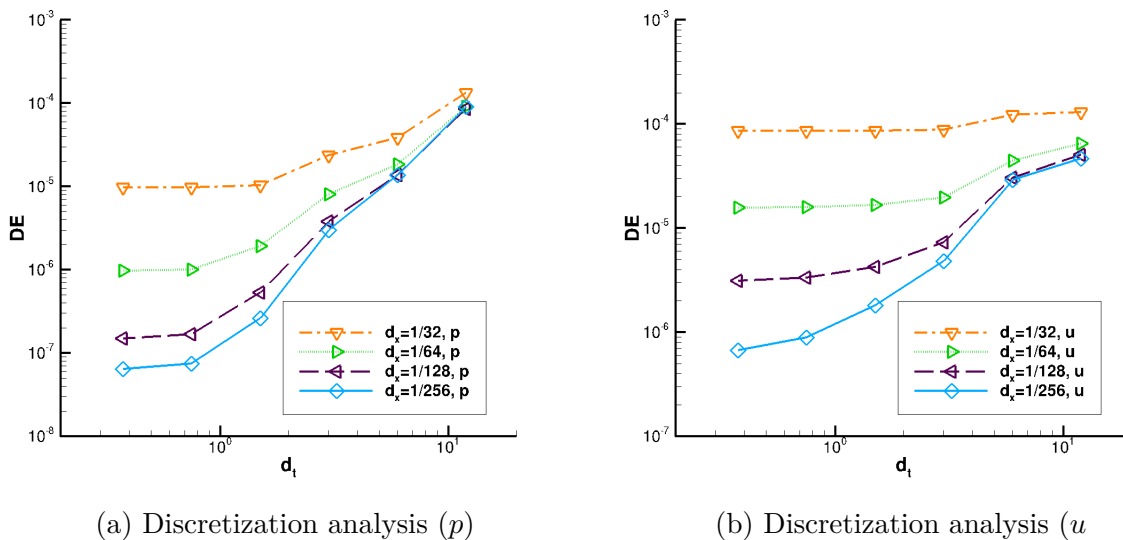 10^-3
10^-4
10^-5
10^-6
10^-7
10^-8
DE
10^0
10^1
d_t
d_x=1/32, p
d_x=1/64, p
d_x=1/128, p
d_x=1/256, p
(a) Discretization analysis (p)
10^-3
10^-4
10^-5
10^-6
10^-7
DE
10^0
10^1
d_t
d_x=1/32, u
d_x=1/64, u
d_x=1/128, u
d_x=1/256, u
(b) Discretization analysis (u